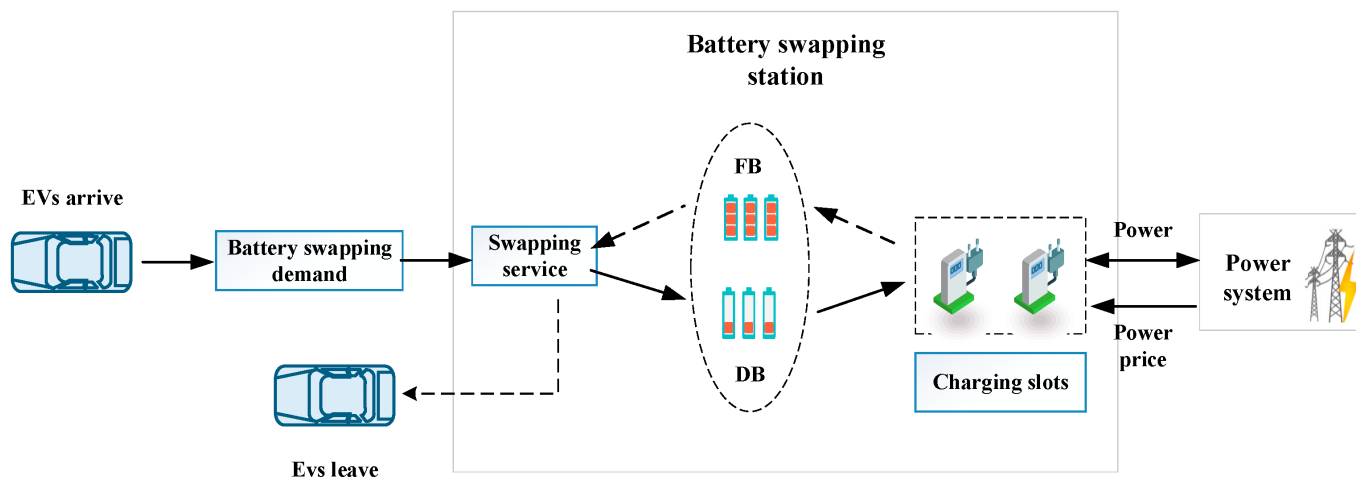 Battery swapping
station
EVs arrive
Battery swapping
demand
Swapping
service
FB
DB
Evs leave
Charging slots
Power
Power
price
Power
system